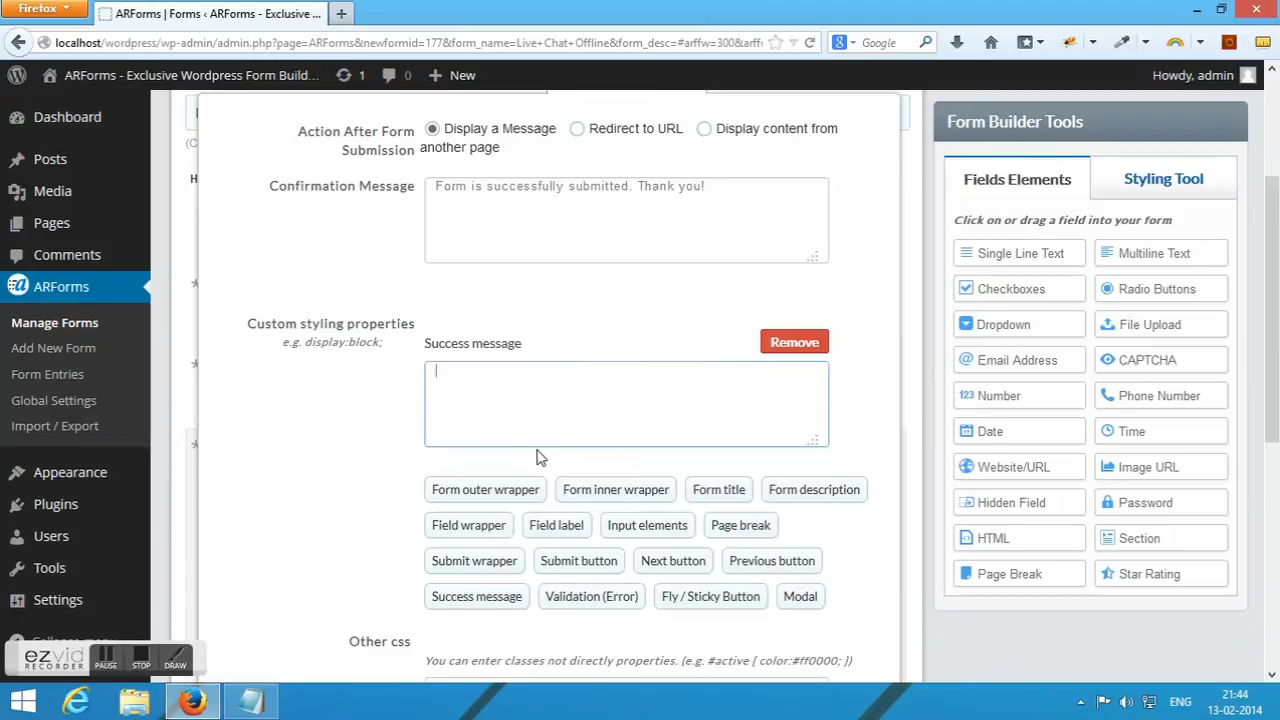 Firefox
ARForms | Forms ‹ ARForms - Exclusive ...
localhost/wordpress/wp-admin/admin.php?page=ARForms&newformid=177&form_name=Live+Chat+Offline&form_desc=#arffw=300&arff
Google
ARForms - Exclusive Wordpress Form Build...
1
0
New
Howdy, admin
Dashboard
Posts
Media
Pages
Comments
ARForms
Manage Forms
Add New Form
Form Entries
Global Settings
Import / Export
Appearance
Plugins
Users
Tools
Settings
Collapse menu
Action After Form Submission
Display a Message
Redirect to URL
Display content from another page
Confirmation Message
Form is successfully submitted. Thank you!
Custom styling properties
e.g. display:block;
Success message
Remove
Form outer wrapper
Form inner wrapper
Form title
Form description
Field wrapper
Field label
Input elements
Page break
Submit wrapper
Submit button
Next button
Previous button
Success message
Validation (Error)
Fly / Sticky Button
Modal
Other css
You can enter classes not directly properties. (e.g. #active { color:#ff0000; })
Form Builder Tools
Fields Elements
Styling Tool
Click on or drag a field into your form
Single Line Text
Multiline Text
Checkboxes
Radio Buttons
Dropdown
File Upload
Email Address
CAPTCHA
123 Number
Phone Number
Date
Time
Website/URL
Image URL
Hidden Field
Password
HTML
Section
Page Break
Star Rating
ezvid
RECORDER
PAUSE
STOP
DRAW
ENG
21:44
13-02-2014